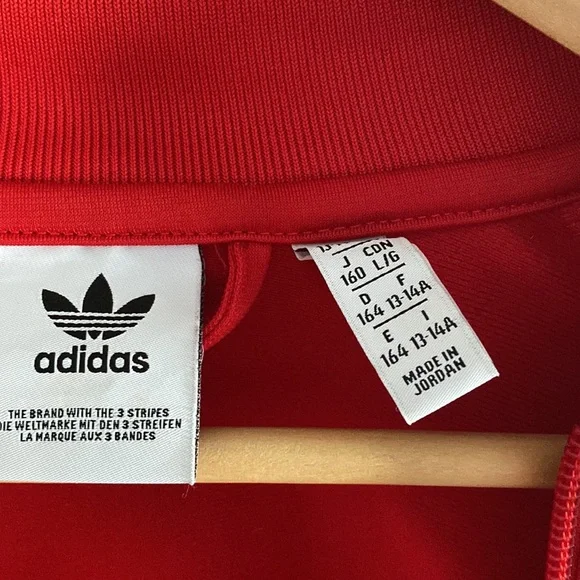 adidas
THE BRAND WITH THE 3 STRIPES
DIE WELTMARKE MIT DEN 3 STREIFEN
LA MARQUE AUX 3 BANDES
J CDN
160 L/G
D F
164 13-14A
E I
164 13-14A
MADE IN
JORDAN